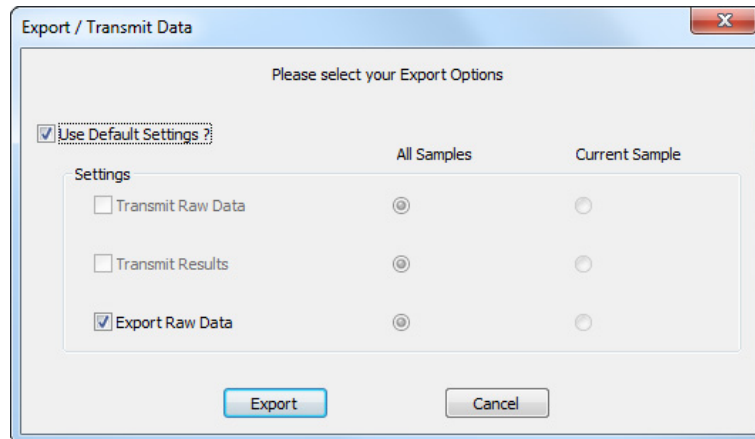 Export / Transmit Data
Please select your Export Options
Use Default Settings ?
All Samples Current Sample
Settings
Transmit Raw Data
Transmit Results
Export Raw Data
Export Cancel